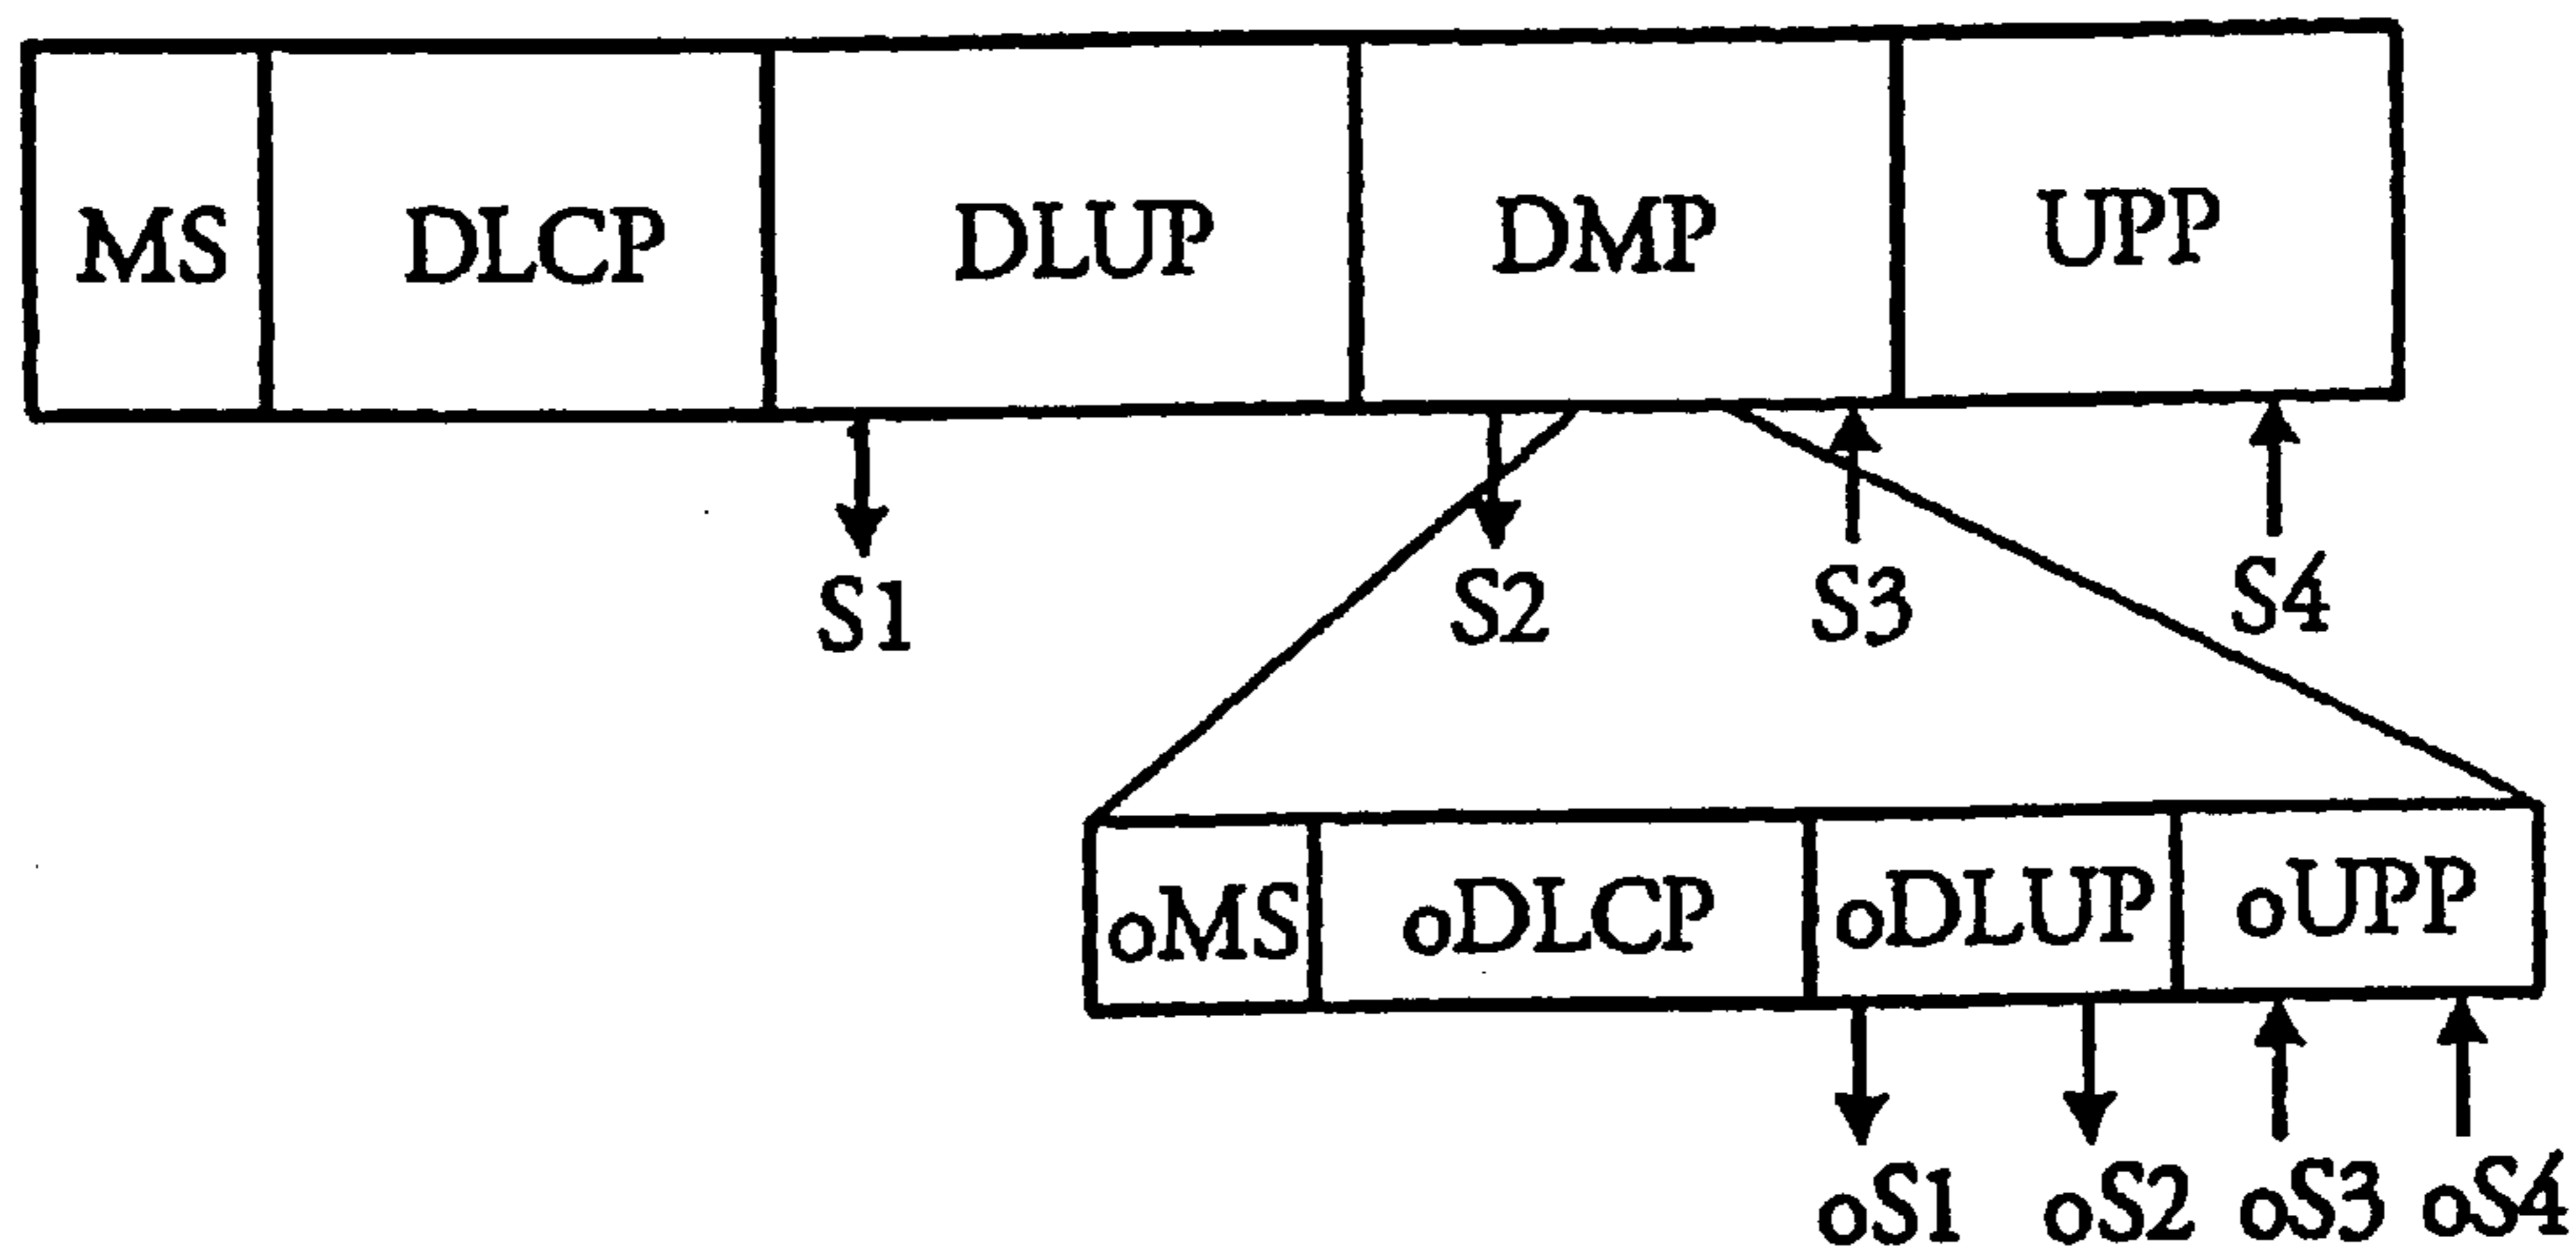 MS DLCP DLUP DMP UPP
S1 S2 S3 S4
oMS oDLCP oDLUP oUPP
oS1 oS2 oS3 oS4